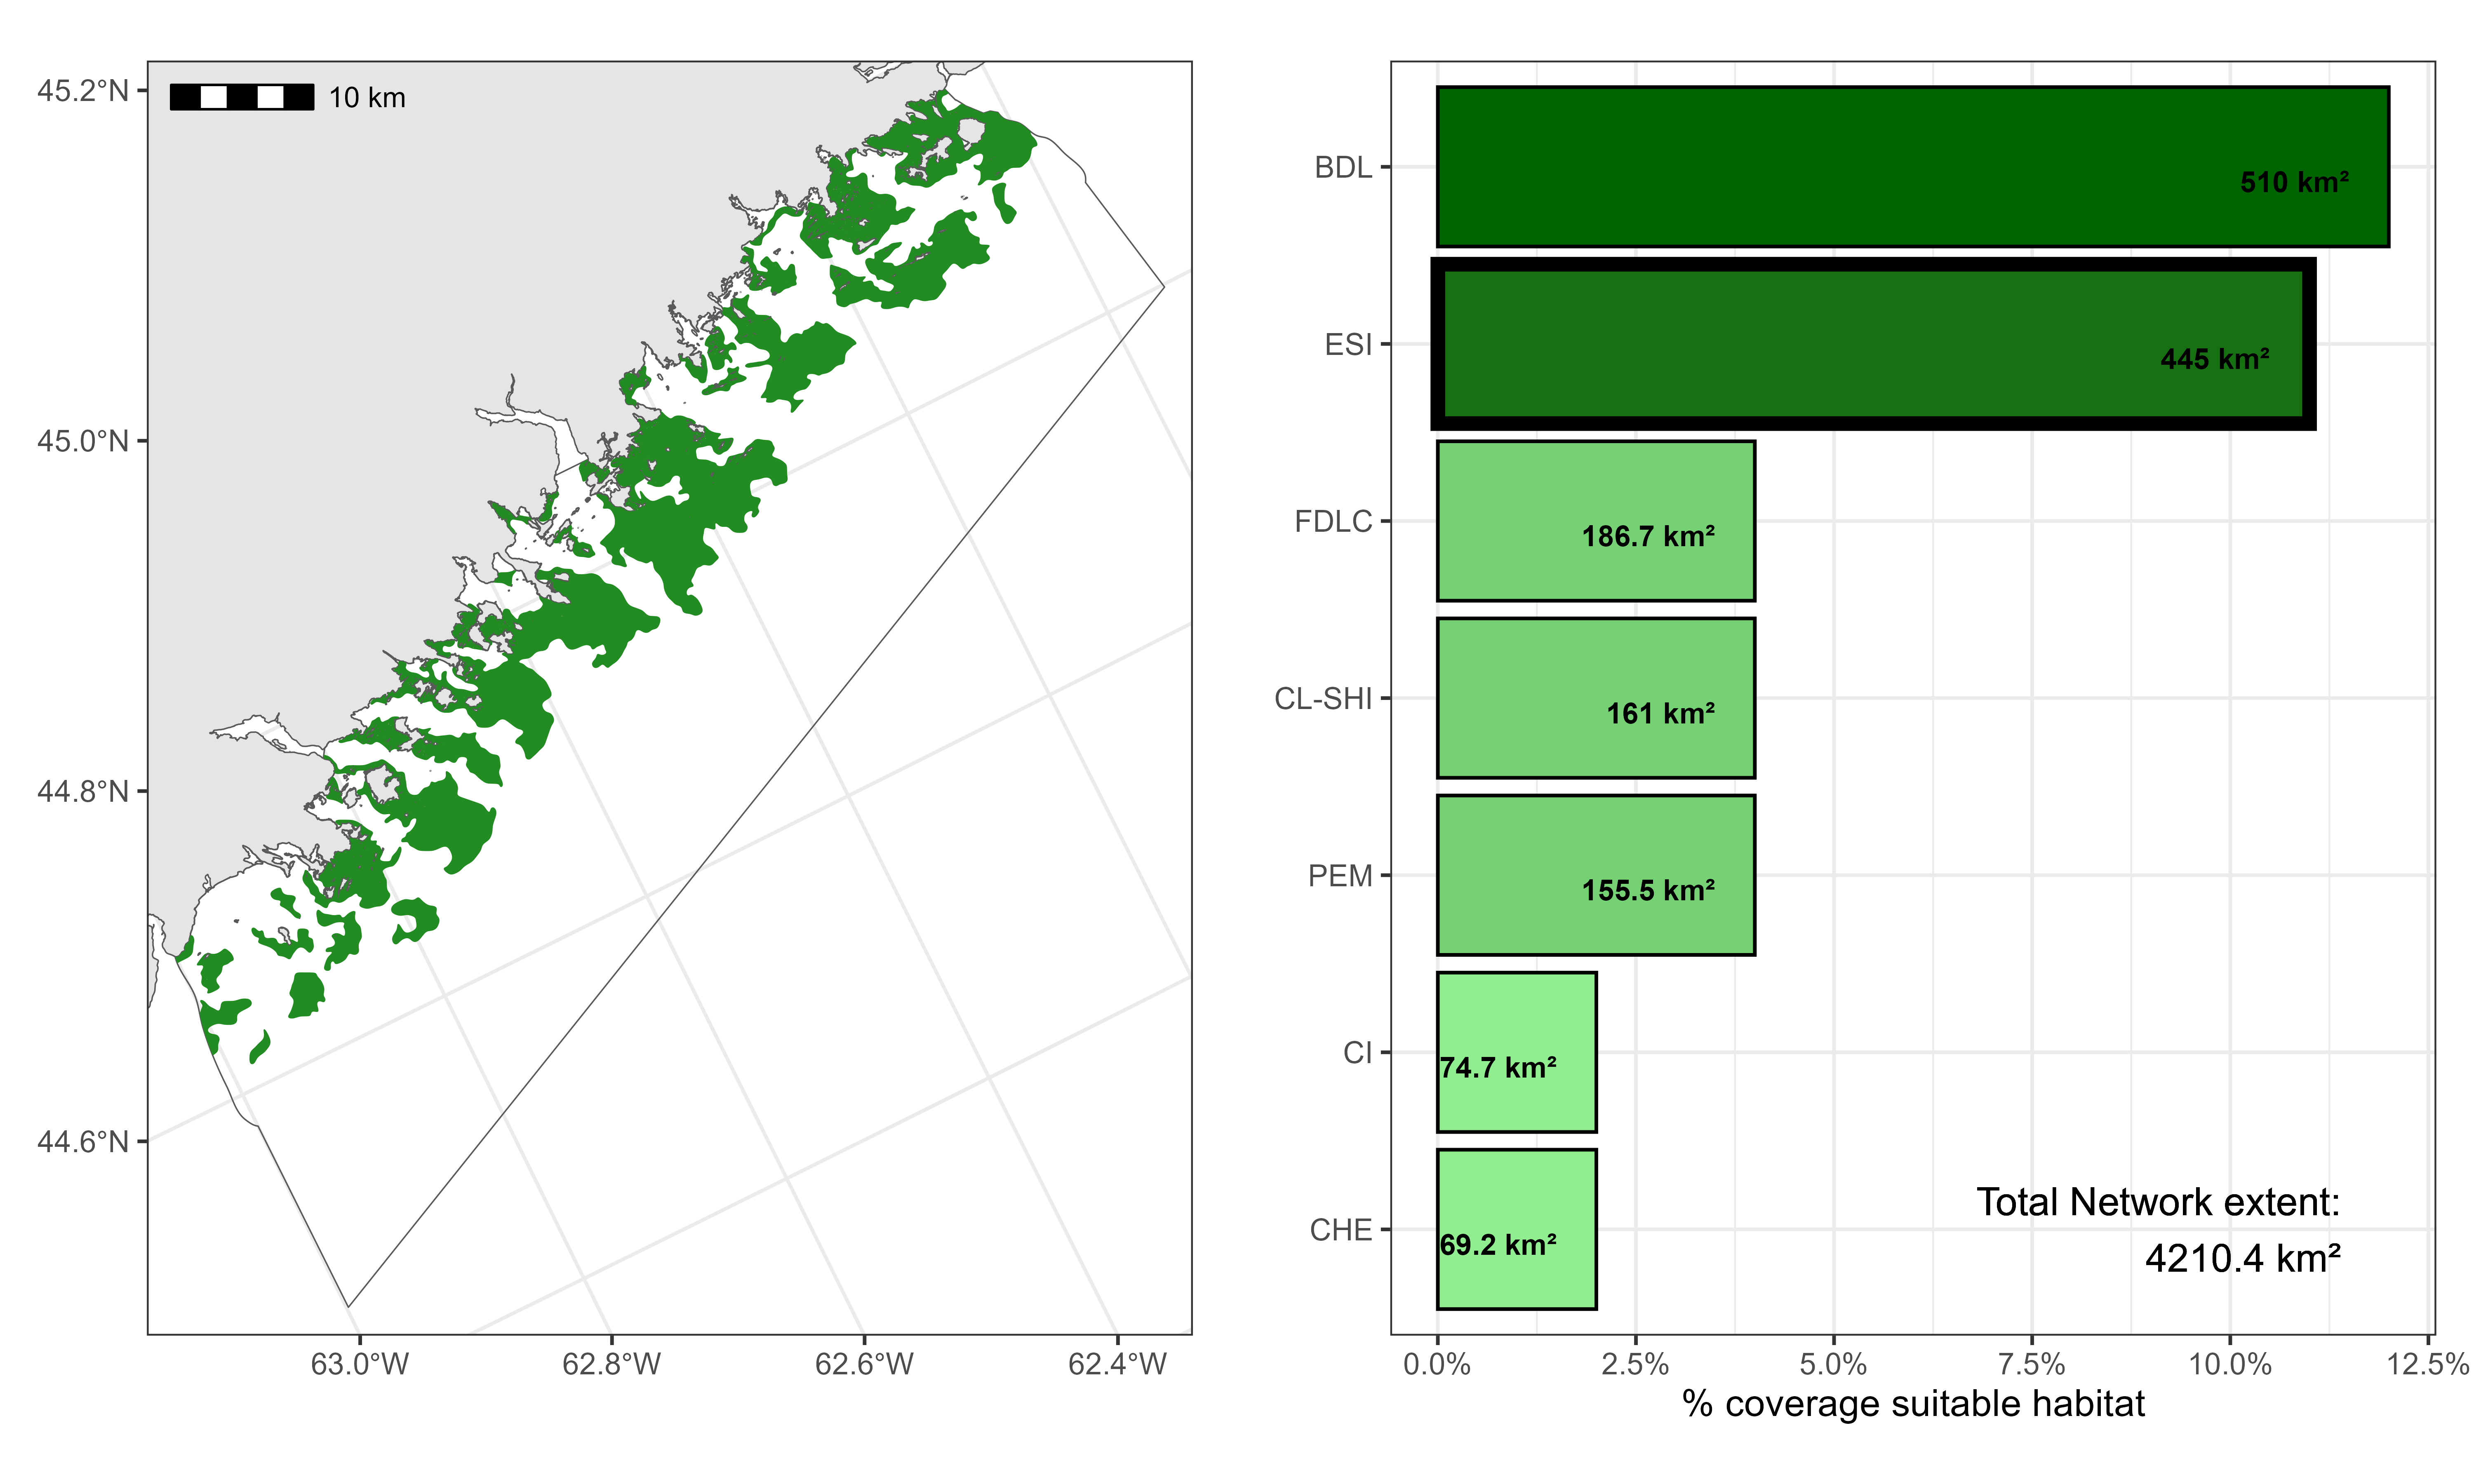 10 km
45.2°N
45.0°N
44.8°N
44.6°N
63.0°W
62.8°W
62.6°W
62.4°W
BDL
510 km²
ESI
445 km²
FDLC
186.7 km²
CL-SHI
161 km²
PEM
155.5 km²
CI
74.7 km²
CHE
69.2 km²
Total Network extent:
4210.4 km²
0.0%
2.5%
5.0%
7.5%
10.0%
12.5%
% coverage suitable habitat